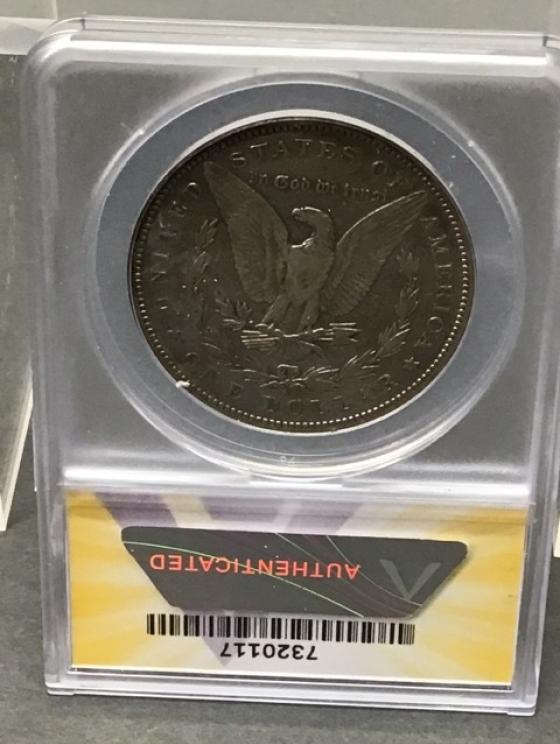 UNITED STATES OF AMERICA
In God we trust
ONE DOLLAR
AUTHENTICATED
7320117